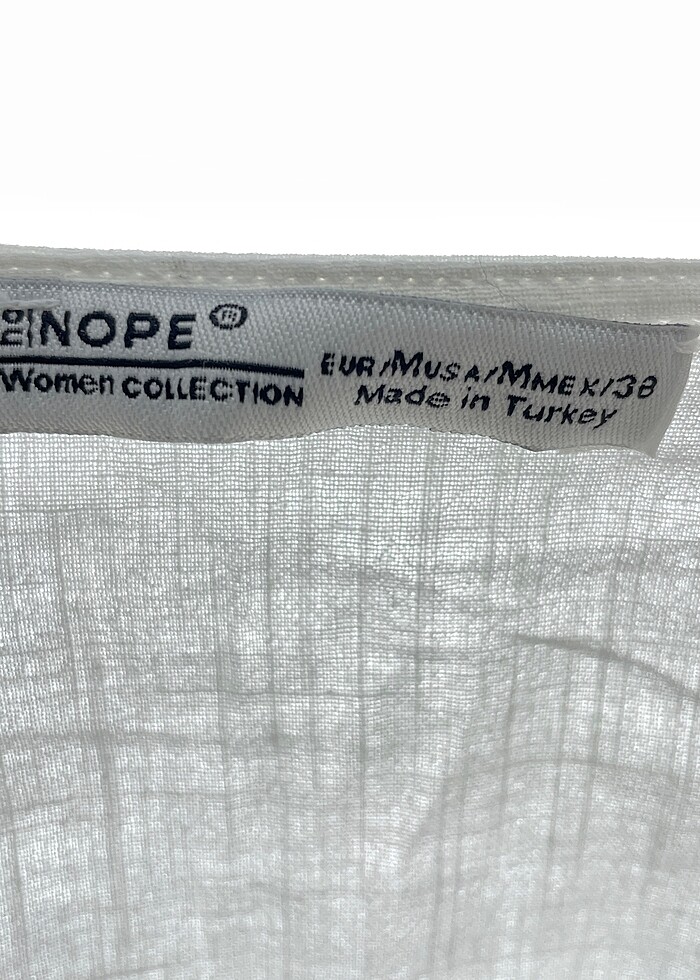 NOPE®
Women COLLECTION
EUR/M USA/M MEX/38
Made in Turkey